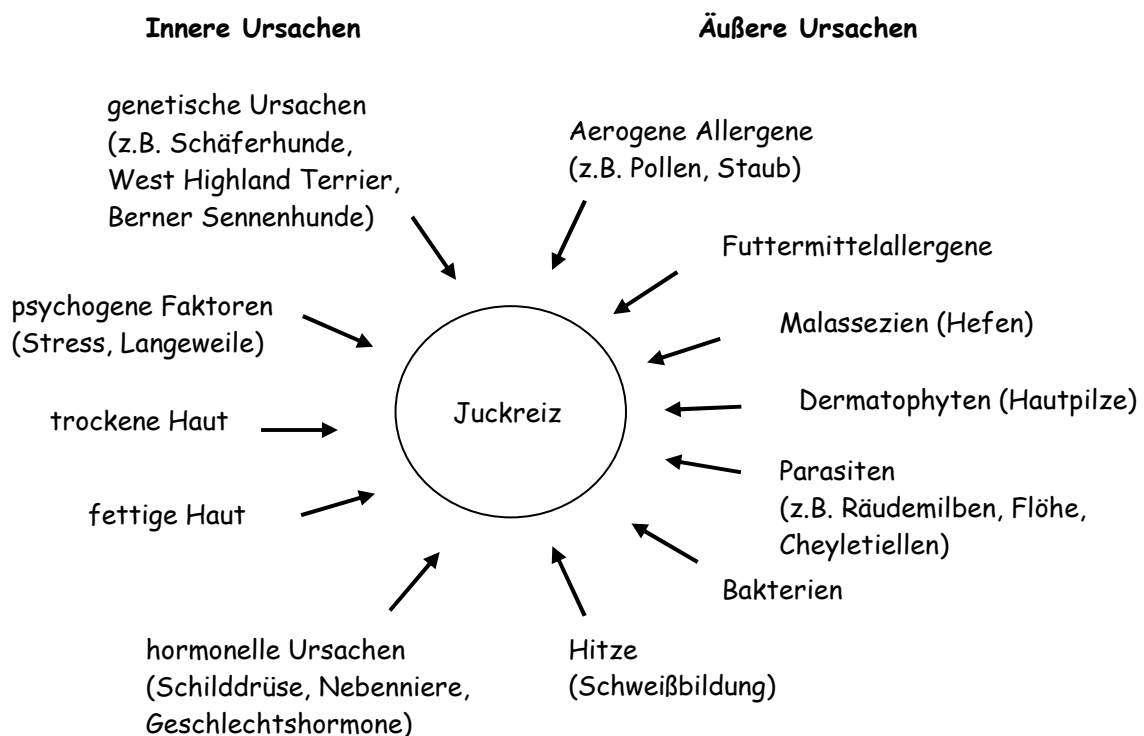 Innere Ursachen
Äußere Ursachen
genetische Ursachen
(z.B. Schäferhunde,
West Highland Terrier,
Berner Sennenhunde)
psychogene Faktoren
(Stress, Langeweile)
trockene Haut
fettige Haut
hormonelle Ursachen
(Schilddrüse, Nebenniere,
Geschlechtshormone)
Juckreiz
Aerogene Allergene
(z.B. Pollen, Staub)
Futtermittelallergene
Malassezien (Hefen)
Dermatophyten (Hautpilze)
Parasiten
(z.B. Räudemilben, Flöhe,
Cheyletiellen)
Bakterien
Hitze
(Schweißbildung)